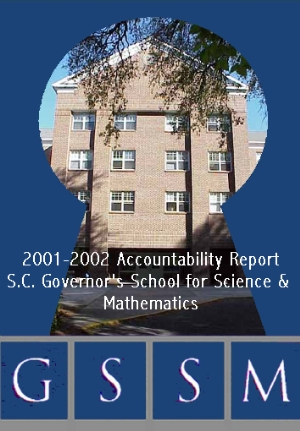 2001-2002 Accountability Report
S.C. Governor's School for Science &
Mathematics
G S S M